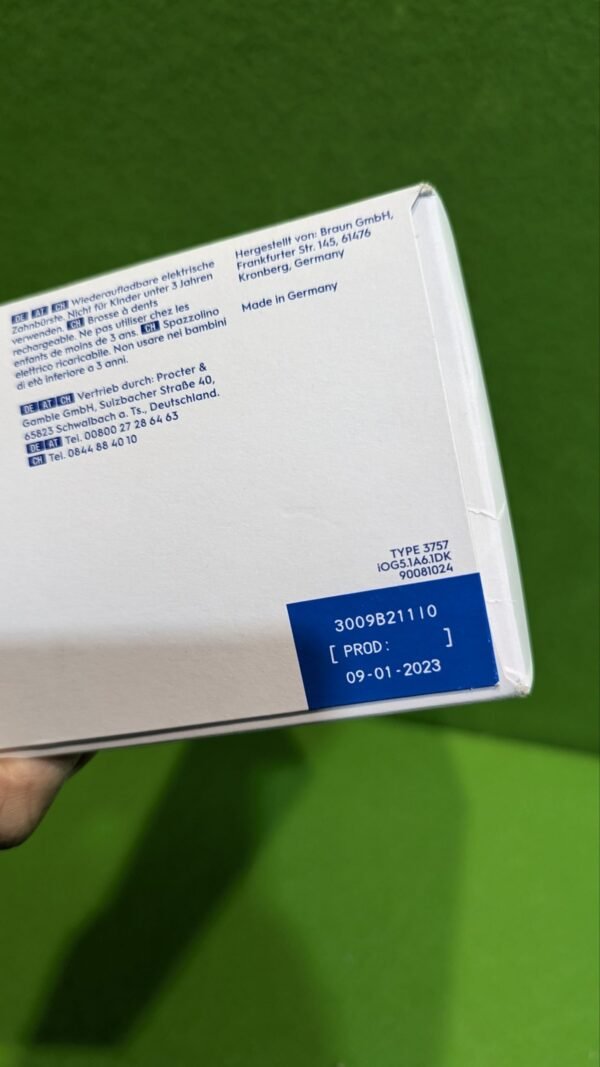 DE AT CH Wiederaufladbare elektrische
Zahnbürste. Nicht für Kinder unter 3 Jahren
verwenden. CH Brosse à dents
rechargeable. Ne pas utiliser chez les
enfants de moins de 3 ans. CH Spazzolino
elettrico ricaricabile. Non usare nei bambini
di età inferiore a 3 anni.
DE AT CH Vertrieb durch: Procter &
Gamble GmbH, Sulzbacher Straße 40,
65823 Schwalbach a. Ts., Deutschland.
DE AT Tel. 00800 27 28 64 63
CH Tel. 0844 88 40 10
Hergestellt von: Braun GmbH,
Frankfurter Str. 145, 61476
Kronberg, Germany
Made in Germany
TYPE 3757
iOG5.1A6.1DK
90081024
3009B21110
[ PROD: ]
09-01-2023